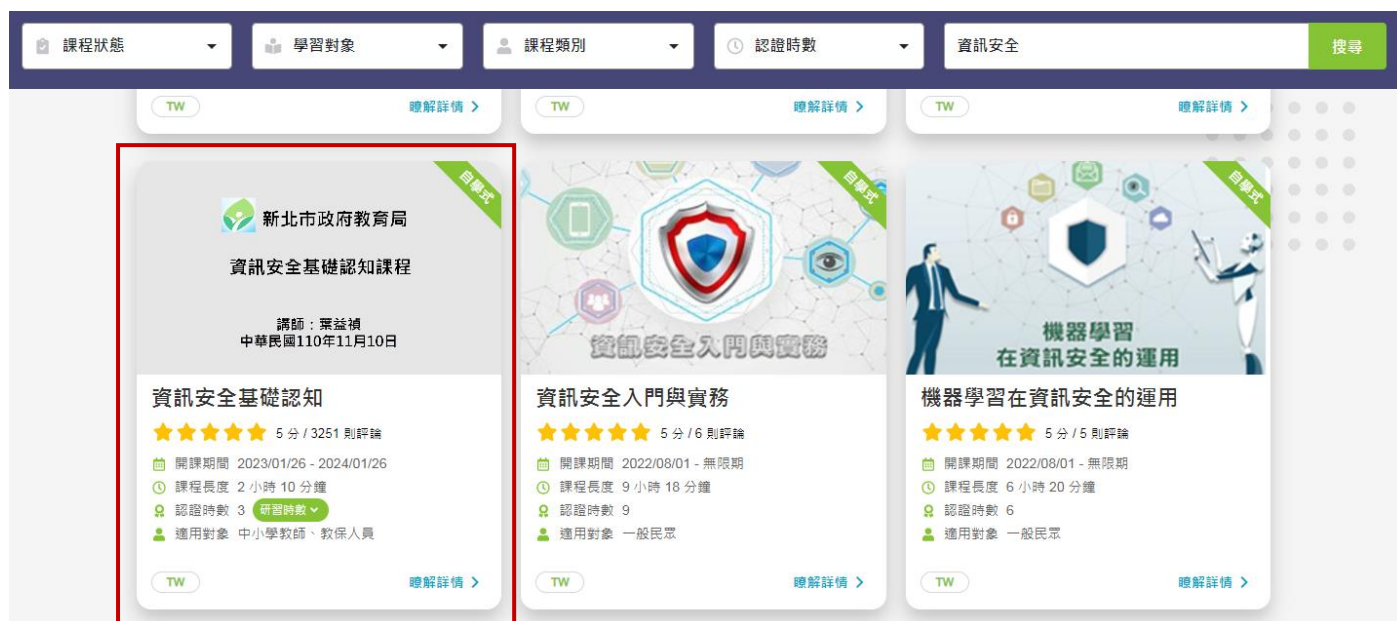 課程狀態
學習對象
課程類別
認證時數
資訊安全
搜尋
TW
瞭解詳情
TW
瞭解詳情
TW
瞭解詳情
自學式
新北市政府教育局
資訊安全基礎認知課程
講師：葉益禎
中華民國110年11月10日
資訊安全基礎認知
5 分 / 3251 則評論
開課期間 2023/01/26 - 2024/01/26
課程長度 2 小時 10 分鐘
認證時數 3 研習時數
適用對象 中小學教師、教保人員
TW
瞭解詳情
自學式
資訊安全入門與實務
資訊安全入門與實務
5 分 / 6 則評論
開課期間 2022/08/01 - 無限期
課程長度 9 小時 18 分鐘
認證時數 9
適用對象 一般民眾
TW
瞭解詳情
自學式
機器學習
在資訊安全的運用
機器學習在資訊安全的運用
5 分 / 5 則評論
開課期間 2022/08/01 - 無限期
課程長度 6 小時 20 分鐘
認證時數 6
適用對象 一般民眾
TW
瞭解詳情